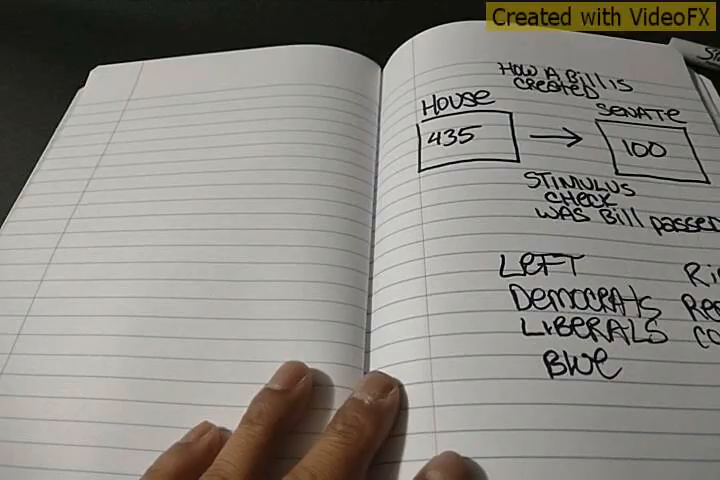 Created with VideoFX
HOW A Bill IS
CReATeD
HOUSe SeNATe
435 → 100
STIMULUS
CHeCK
WAS Bill passed
LeFT
DemOCRAts
LIBeRALS
Blue